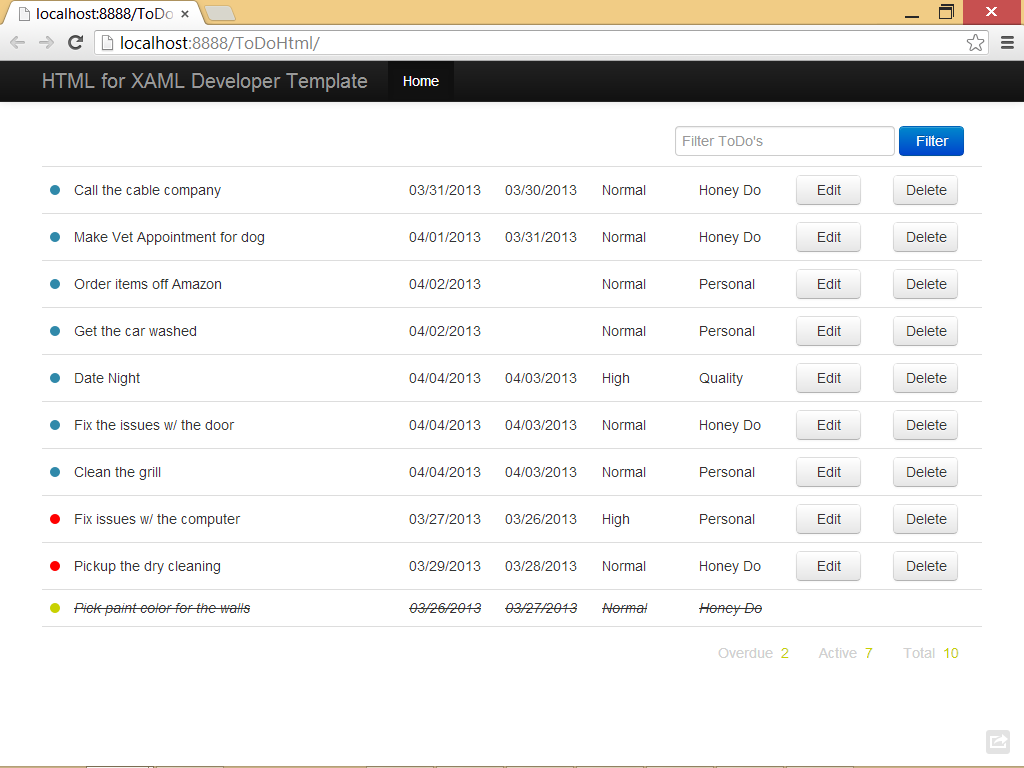 localhost:8888/ToDo
localhost:8888/ToDoHtml/
HTML for XAML Developer Template Home
Filter ToDo's Filter
Call the cable company 03/31/2013 03/30/2013 Normal Honey Do Edit Delete
Make Vet Appointment for dog 04/01/2013 03/31/2013 Normal Honey Do Edit Delete
Order items off Amazon 04/02/2013 Normal Personal Edit Delete
Get the car washed 04/02/2013 Normal Personal Edit Delete
Date Night 04/04/2013 04/03/2013 High Quality Edit Delete
Fix the issues w/ the door 04/04/2013 04/03/2013 Normal Honey Do Edit Delete
Clean the grill 04/04/2013 04/03/2013 Normal Personal Edit Delete
Fix issues w/ the computer 03/27/2013 03/26/2013 High Personal Edit Delete
Pickup the dry cleaning 03/29/2013 03/28/2013 Normal Honey Do Edit Delete
Pick paint color for the walls 03/26/2013 03/27/2013 Normal Honey Do
Overdue 2 Active 7 Total 10